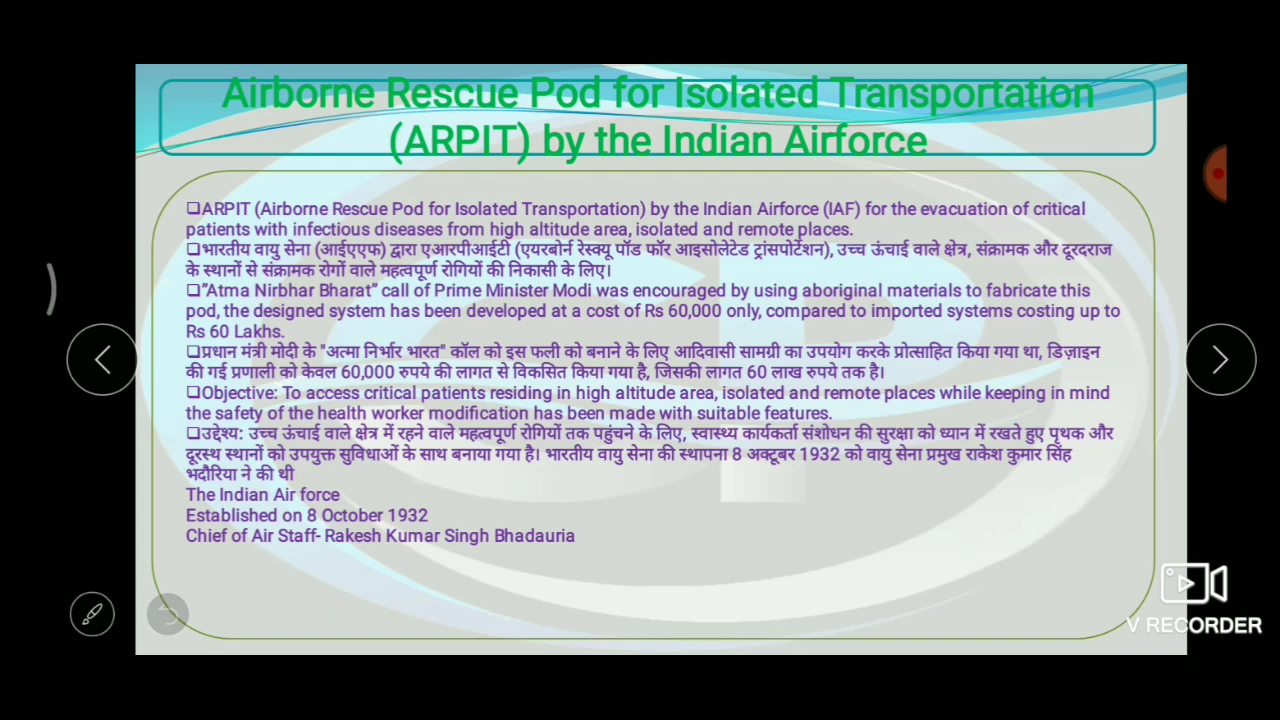 Airborne Rescue Pod for Isolated Transportation
(ARPIT) by the Indian Airforce
❑ARPIT (Airborne Rescue Pod for Isolated Transportation) by the Indian Airforce (IAF) for the evacuation of critical
patients with infectious diseases from high altitude area, isolated and remote places.
❑भारतीय वायु सेना (आईएएफ) द्वारा एआरपीआईटी (एयरबोर्न रेस्क्यू पॉड फॉर आइसोलेटेड ट्रांसपोर्टेशन), उच्च ऊंचाई वाले क्षेत्र, संक्रामक और दूरदराज
के स्थानों से संक्रामक रोगों वाले महत्वपूर्ण रोगियों की निकासी के लिए।
❑"Atma Nirbhar Bharat" call of Prime Minister Modi was encouraged by using aboriginal materials to fabricate this
pod, the designed system has been developed at a cost of Rs 60,000 only, compared to imported systems costing up to
Rs 60 Lakhs.
❑प्रधान मंत्री मोदी के "अत्मा निर्भार भारत" कॉल को इस फली को बनाने के लिए आदिवासी सामग्री का उपयोग करके प्रोत्साहित किया गया था, डिज़ाइन
की गई प्रणाली को केवल 60,000 रुपये की लागत से विकसित किया गया है, जिसकी लागत 60 लाख रुपये तक है।
❑Objective: To access critical patients residing in high altitude area, isolated and remote places while keeping in mind
the safety of the health worker modification has been made with suitable features.
❑उद्देश्य: उच्च ऊंचाई वाले क्षेत्र में रहने वाले महत्वपूर्ण रोगियों तक पहुंचने के लिए, स्वास्थ्य कार्यकर्ता संशोधन की सुरक्षा को ध्यान में रखते हुए पृथक और
दूरस्थ स्थानों को उपयुक्त सुविधाओं के साथ बनाया गया है। भारतीय वायु सेना की स्थापना 8 अक्टूबर 1932 को वायु सेना प्रमुख राकेश कुमार सिंह
भदौरिया ने की थी
The Indian Air force
Established on 8 October 1932
Chief of Air Staff- Rakesh Kumar Singh Bhadauria
V RECORDER